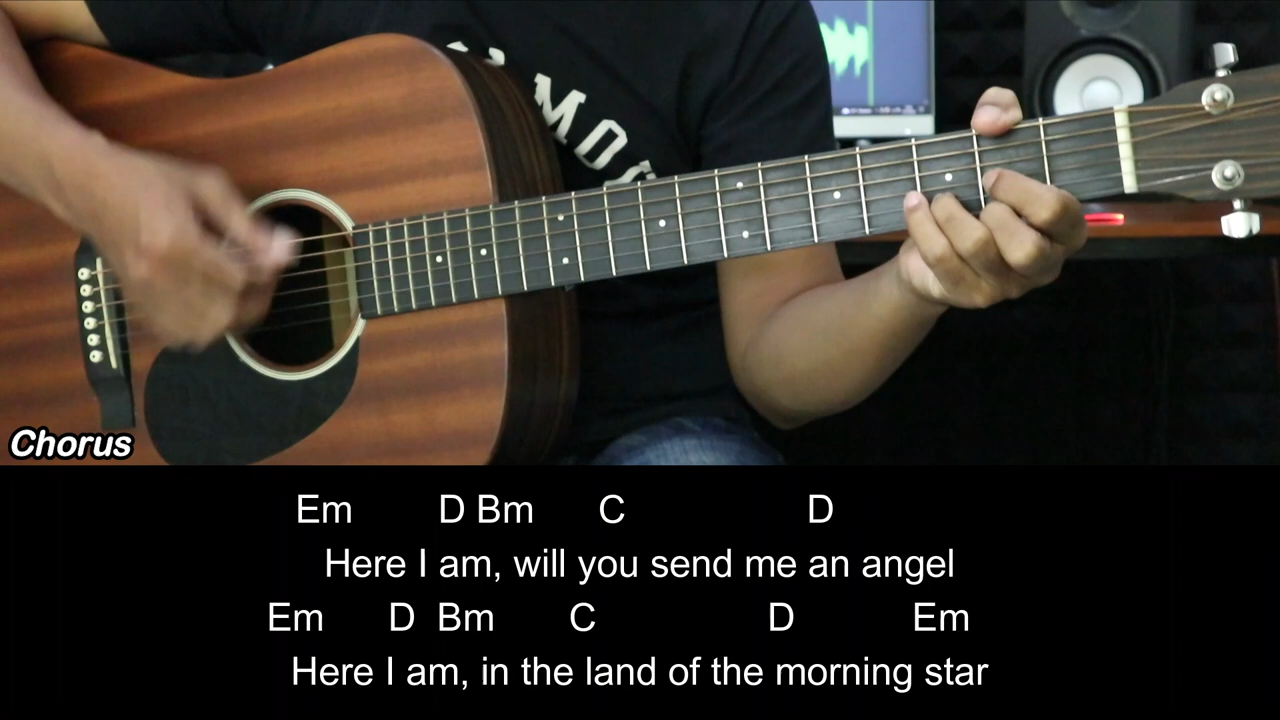 MO
Chorus
Em D Bm C D
Here I am, will you send me an angel
Em D Bm C D Em
Here I am, in the land of the morning star